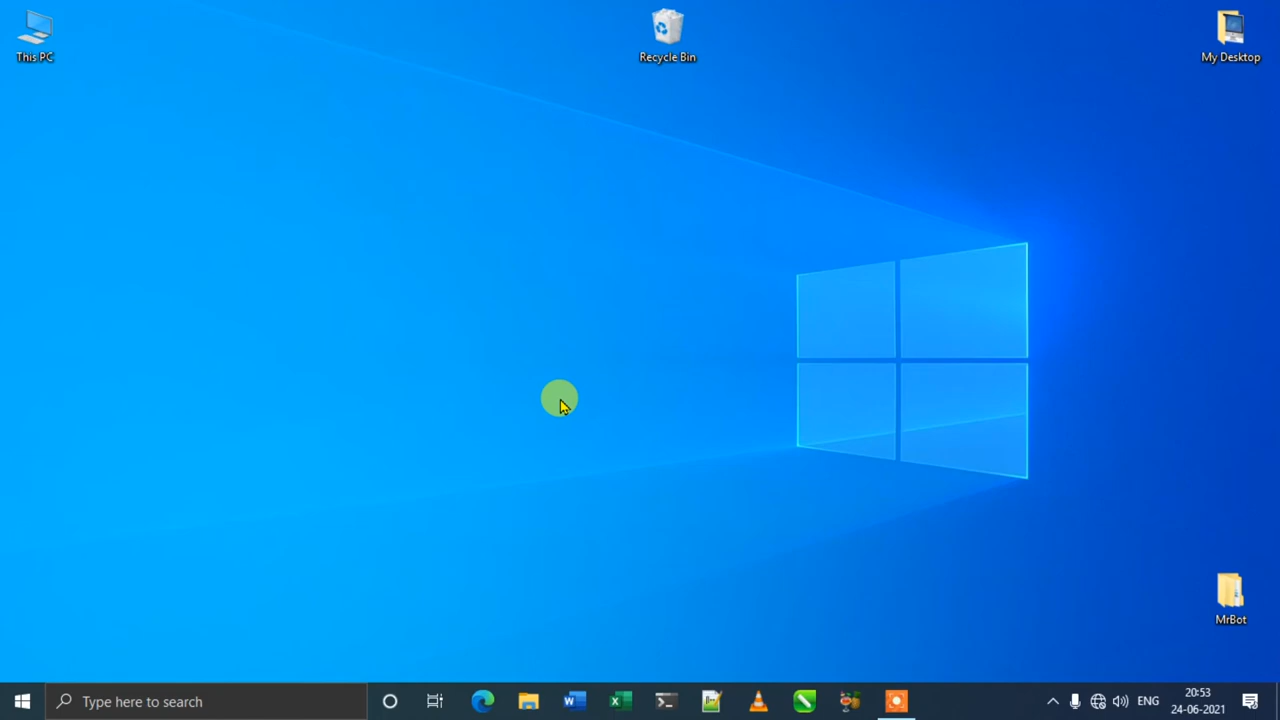 This PC
Recycle Bin
My Desktop
MrBot
Type here to search
ENG
20:53
24-06-2021